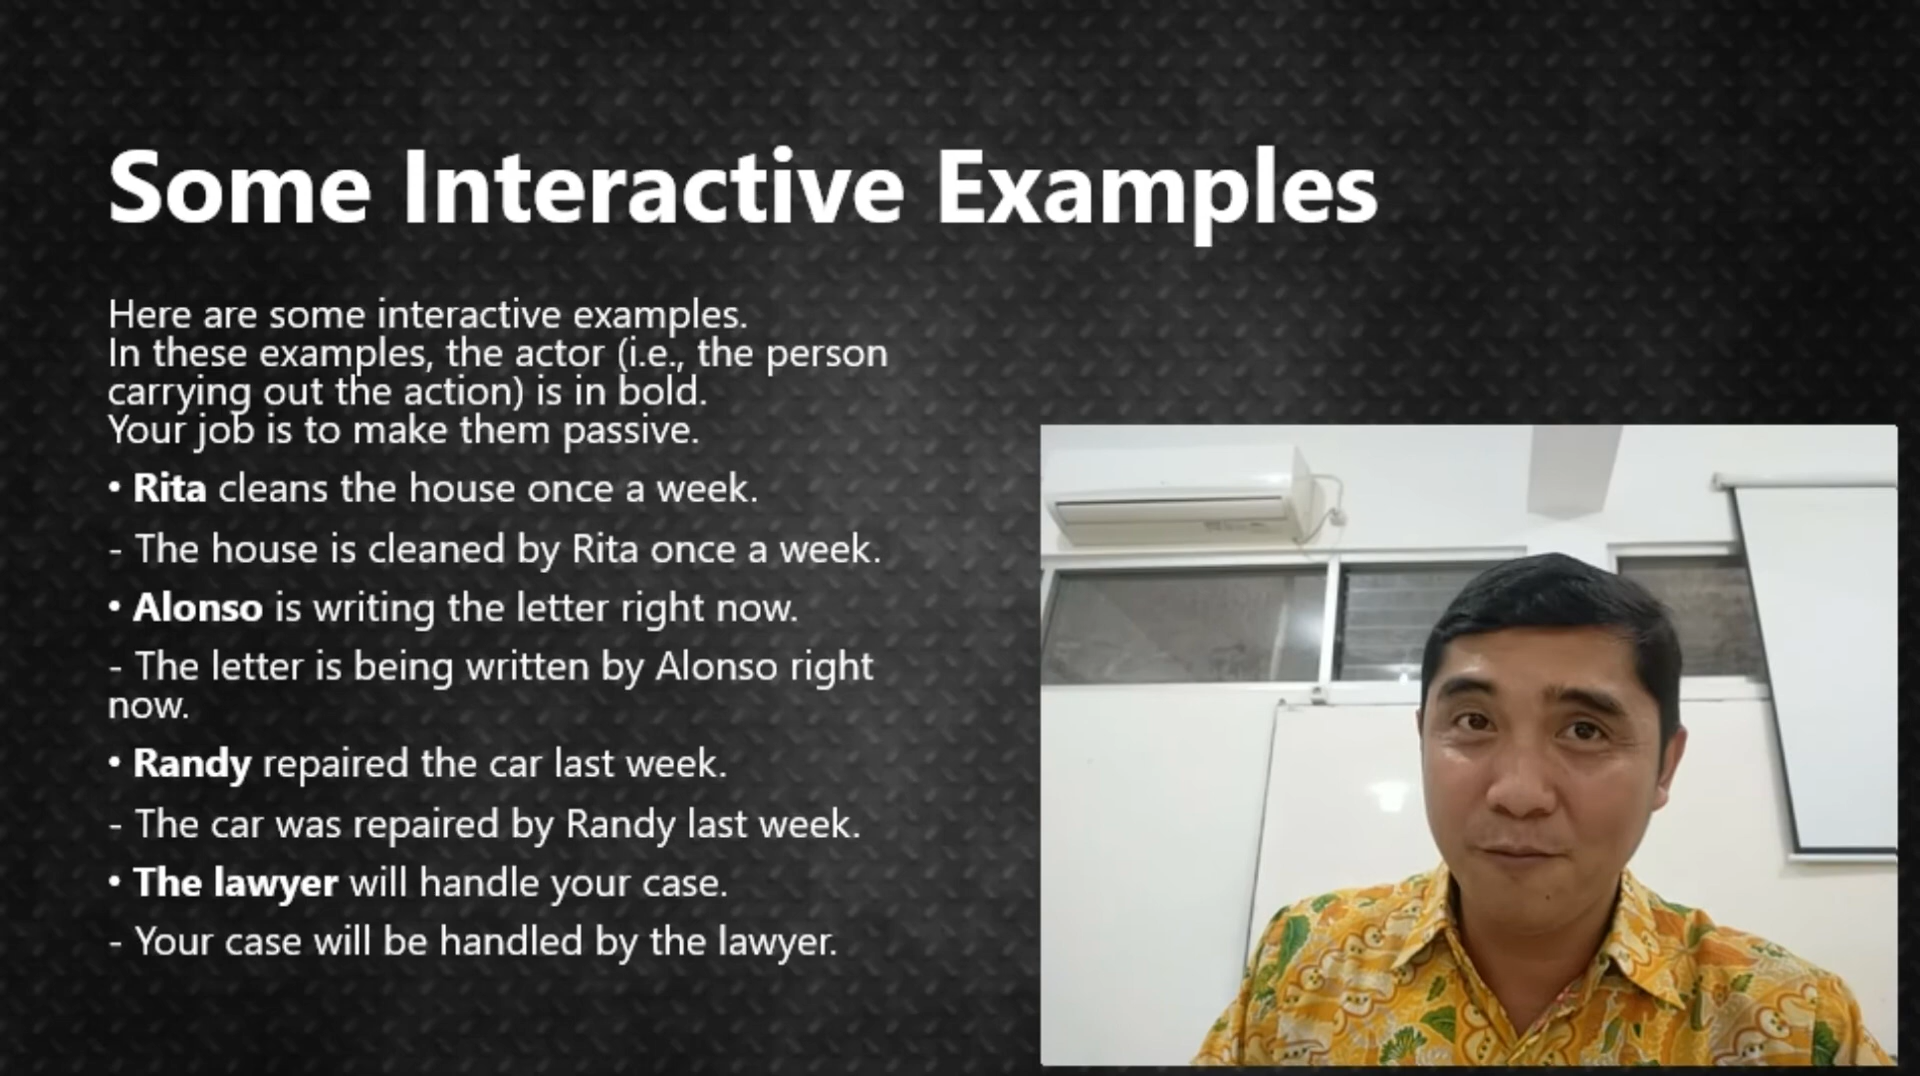 Some Interactive Examples
Here are some interactive examples.
In these examples, the actor (i.e., the person
carrying out the action) is in bold.
Your job is to make them passive.
• Rita cleans the house once a week.
- The house is cleaned by Rita once a week.
• Alonso is writing the letter right now.
- The letter is being written by Alonso right
now.
• Randy repaired the car last week.
- The car was repaired by Randy last week.
• The lawyer will handle your case.
- Your case will be handled by the lawyer.